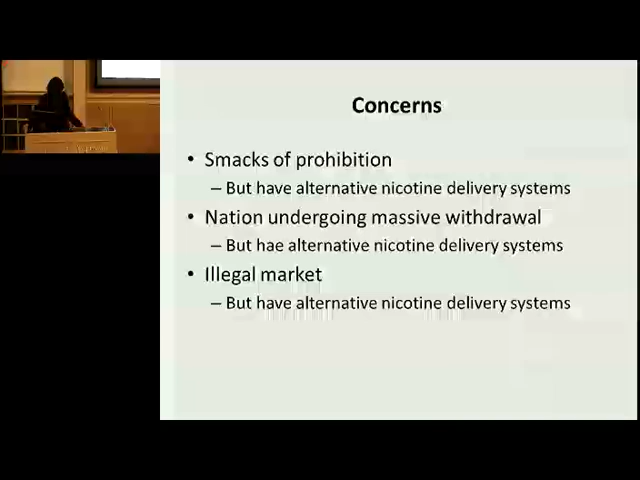 Concerns
• Smacks of prohibition
– But have alternative nicotine delivery systems
• Nation undergoing massive withdrawal
– But hae alternative nicotine delivery systems
• Illegal market
– But have alternative nicotine delivery systems